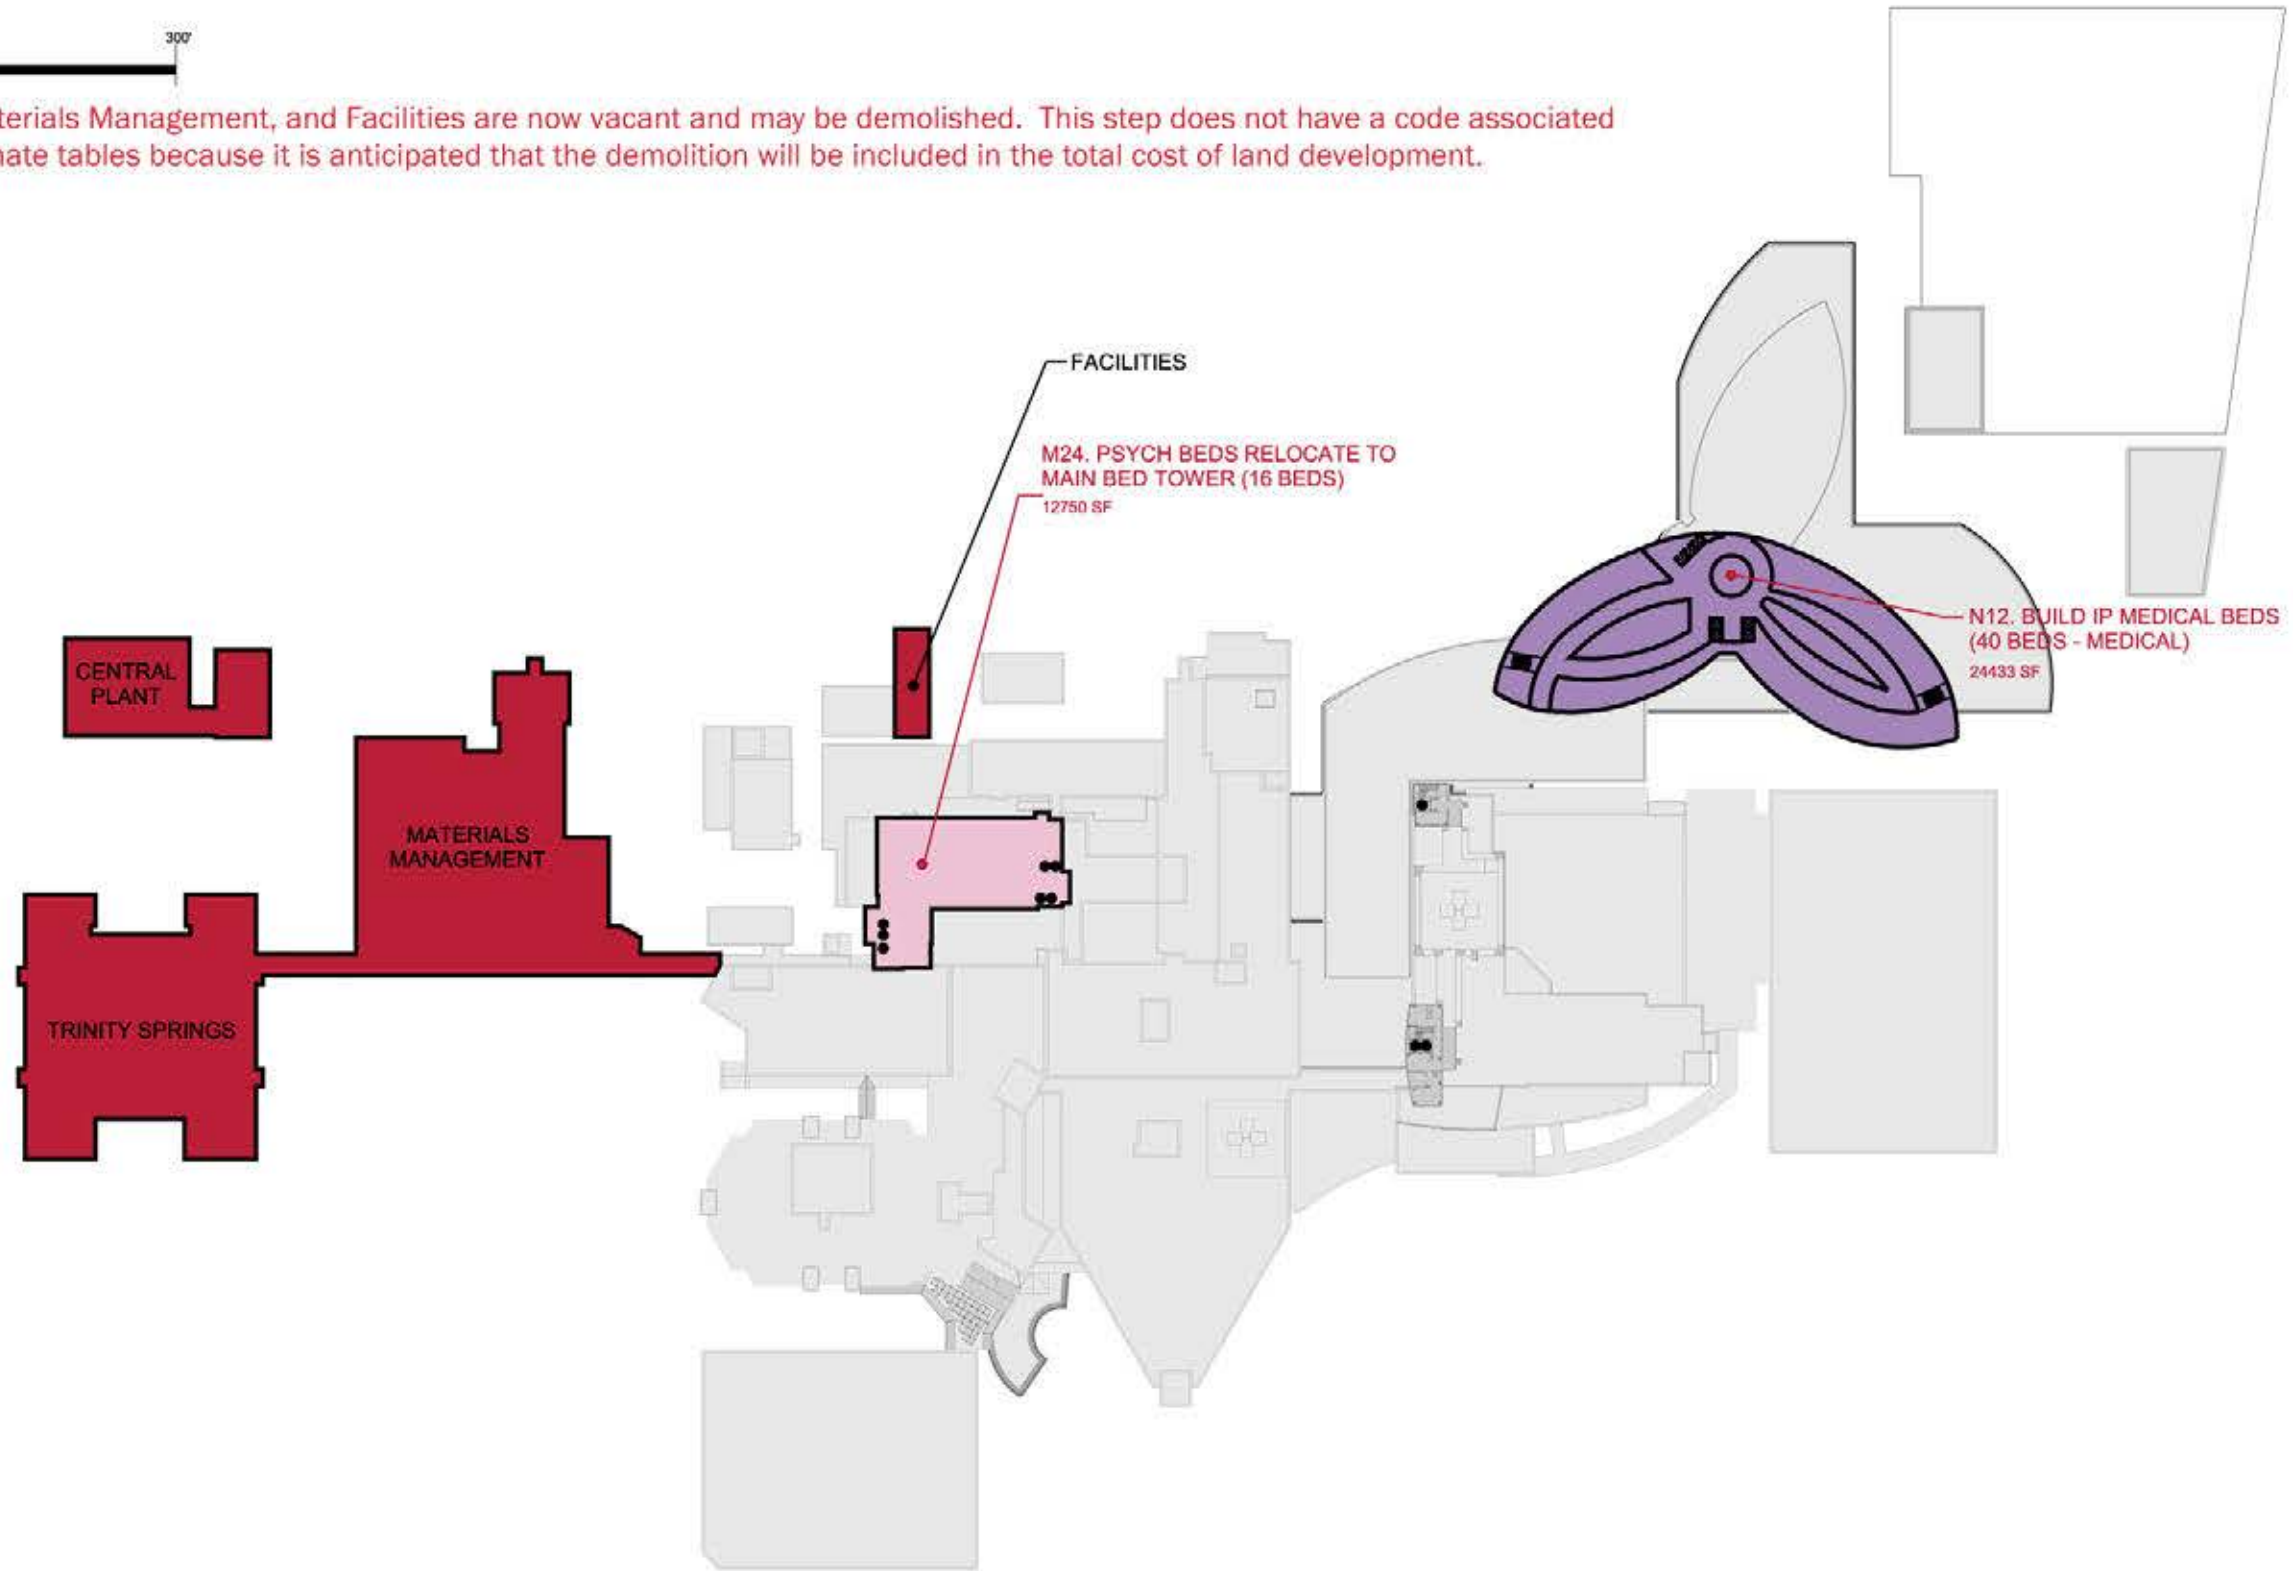 300'
Materials Management, and Facilities are now vacant and may be demolished. This step does not have a code associated
tables because it is anticipated that the demolition will be included in the total cost of land development.
FACILITIES
M24. PSYCH BEDS RELOCATE TO
MAIN BED TOWER (16 BEDS)
12750 SF
N12. BUILD IP MEDICAL BEDS
(40 BEDS - MEDICAL)
24433 SF
CENTRAL
PLANT
MATERIALS
MANAGEMENT
TRINITY SPRINGS